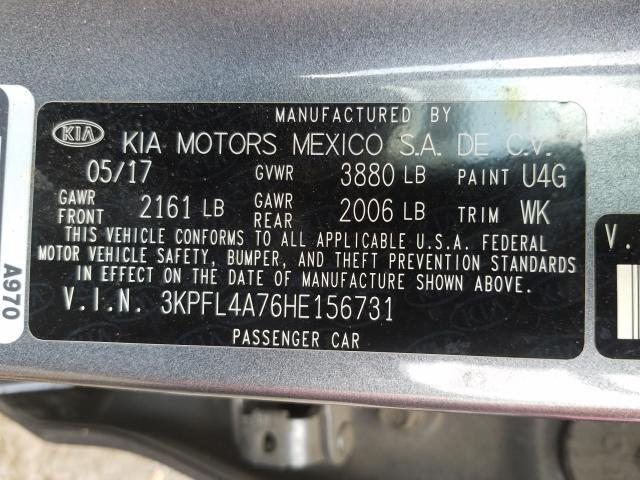 MANUFACTURED BY
KIA KIA MOTORS MEXICO S.A. DE C.V.
05/17 GVWR 3880 LB PAINT U4G
GAWR FRONT 2161 LB GAWR REAR 2006 LB TRIM WK
THIS VEHICLE CONFORMS TO ALL APPLICABLE U.S.A. FEDERAL
MOTOR VEHICLE SAFETY, BUMPER, AND THEFT PREVENTION STANDARDS
IN EFFECT ON THE DATE OF MANUFACTURE SHOWN ABOVE.
V.I.N. 3KPFL4A76HE156731
PASSENGER CAR
A970
V.